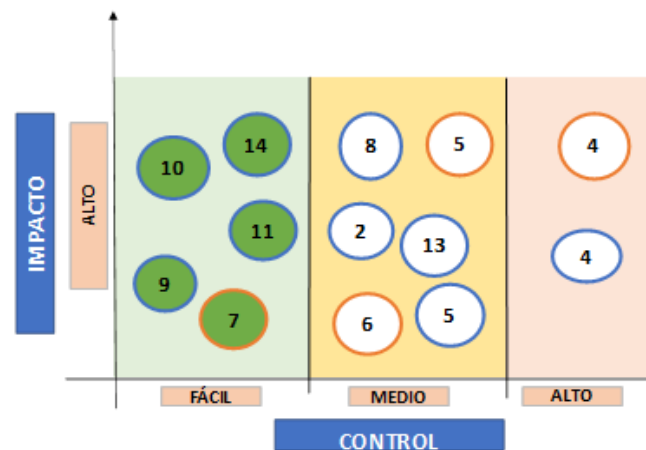 IMPACTO
ALTO
10
14
11
9
7
8
5
2
13
6
5
4
4
FÁCIL
MEDIO
ALTO
CONTROL